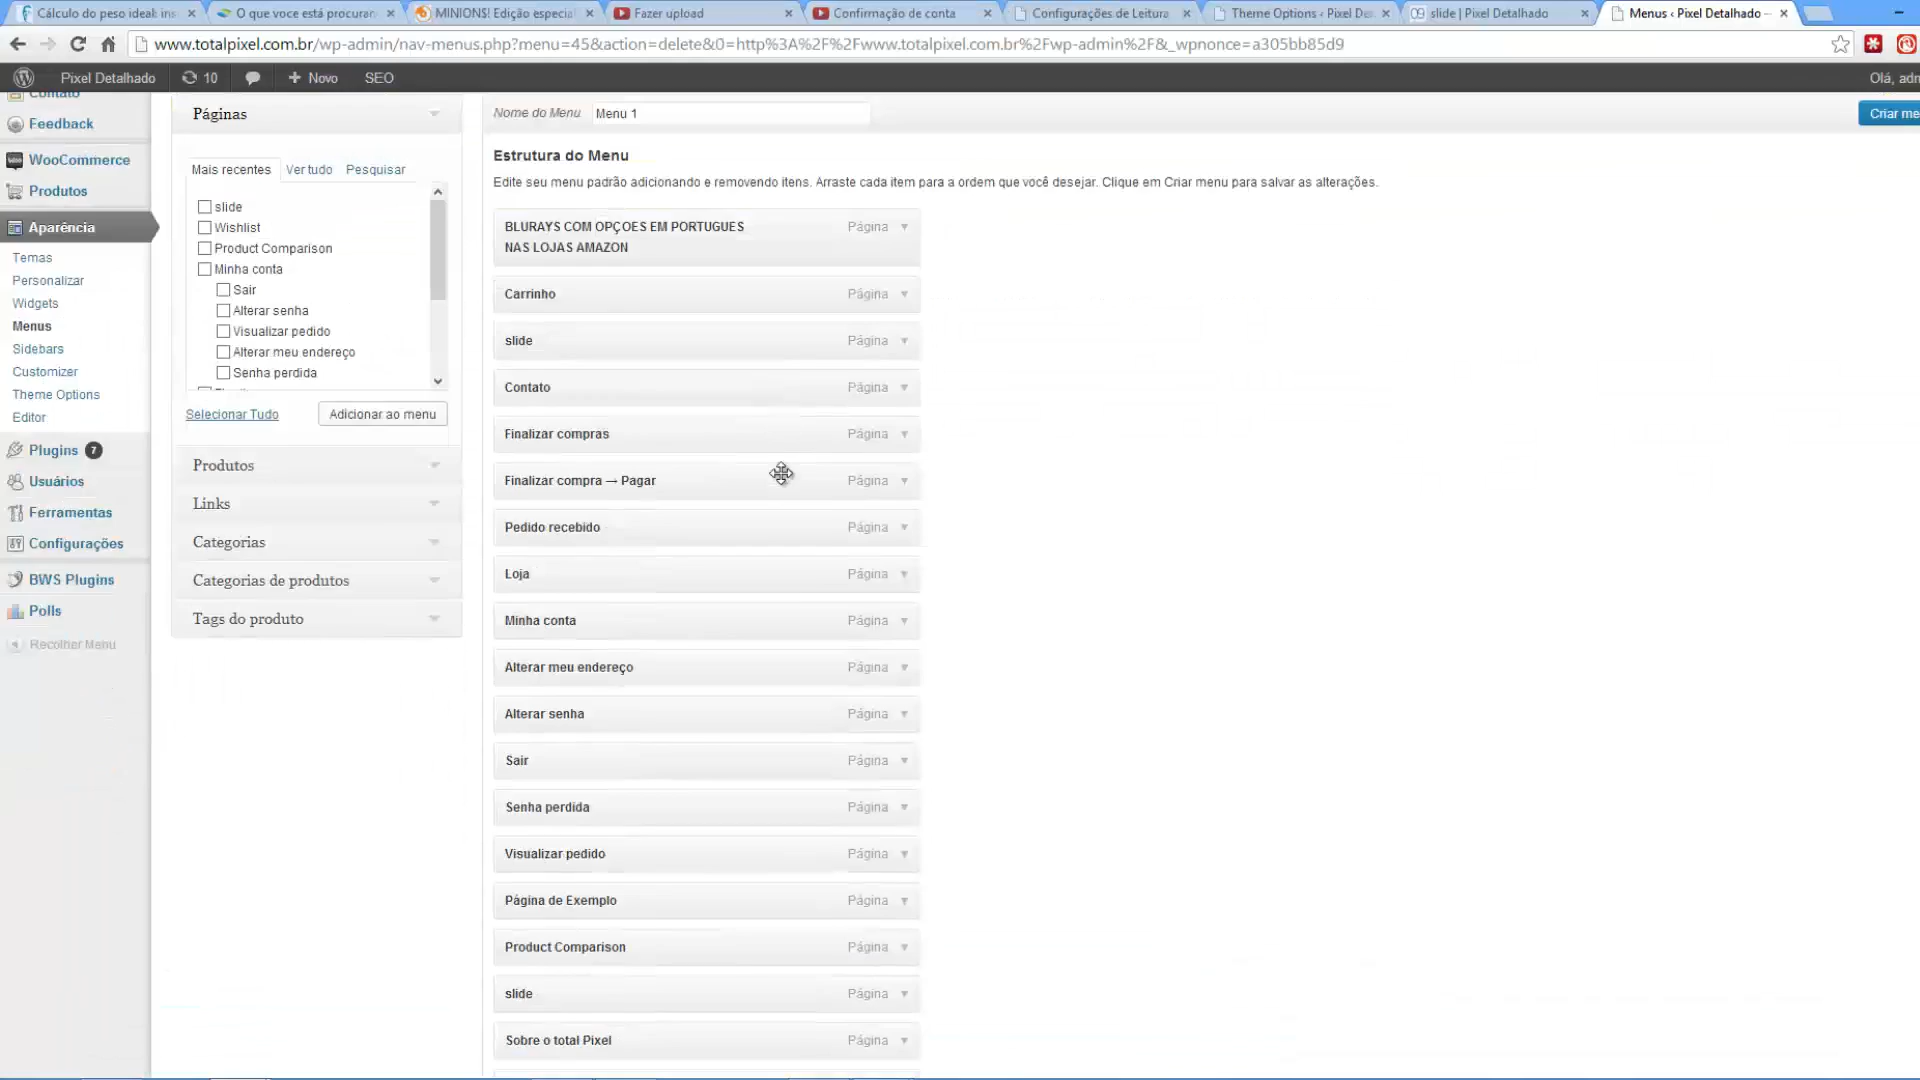 Cálculo do peso ideal: ins
O que voce está procuran
MINIONS! Edição especial
Fazer upload
Confirmação de conta
Configurações de Leitura
Theme Options ‹ Pixel De
slide | Pixel Detalhado
Menus ‹ Pixel Detalhado –
www.totalpixel.com.br/wp-admin/nav-menus.php?menu=45&action=delete&0=http%3A%2F%2Fwww.totalpixel.com.br%2Fwp-admin%2F&_wpnonce=a305bb85d9
Pixel Detalhado
10
Novo
SEO
Olá, adm
Contato
Feedback
WooCommerce
Produtos
Aparência
Temas
Personalizar
Widgets
Menus
Sidebars
Customizer
Theme Options
Editor
Plugins 7
Usuários
Ferramentas
Configurações
BWS Plugins
Polls
Recolher Menu
Páginas
Mais recentes
Ver tudo
Pesquisar
slide
Wishlist
Product Comparison
Minha conta
Sair
Alterar senha
Visualizar pedido
Alterar meu endereço
Senha perdida
Selecionar Tudo
Adicionar ao menu
Produtos
Links
Categorias
Categorias de produtos
Tags do produto
Nome do Menu
Menu 1
Criar me
Estrutura do Menu
Edite seu menu padrão adicionando e removendo itens. Arraste cada item para a ordem que você desejar. Clique em Criar menu para salvar as alterações.
BLURAYS COM OPÇOES EM PORTUGUES Página
NAS LOJAS AMAZON
Carrinho Página
slide Página
Contato Página
Finalizar compras Página
Finalizar compra → Pagar Página
Pedido recebido Página
Loja Página
Minha conta Página
Alterar meu endereço Página
Alterar senha Página
Sair Página
Senha perdida Página
Visualizar pedido Página
Página de Exemplo Página
Product Comparison Página
slide Página
Sobre o total Pixel Página